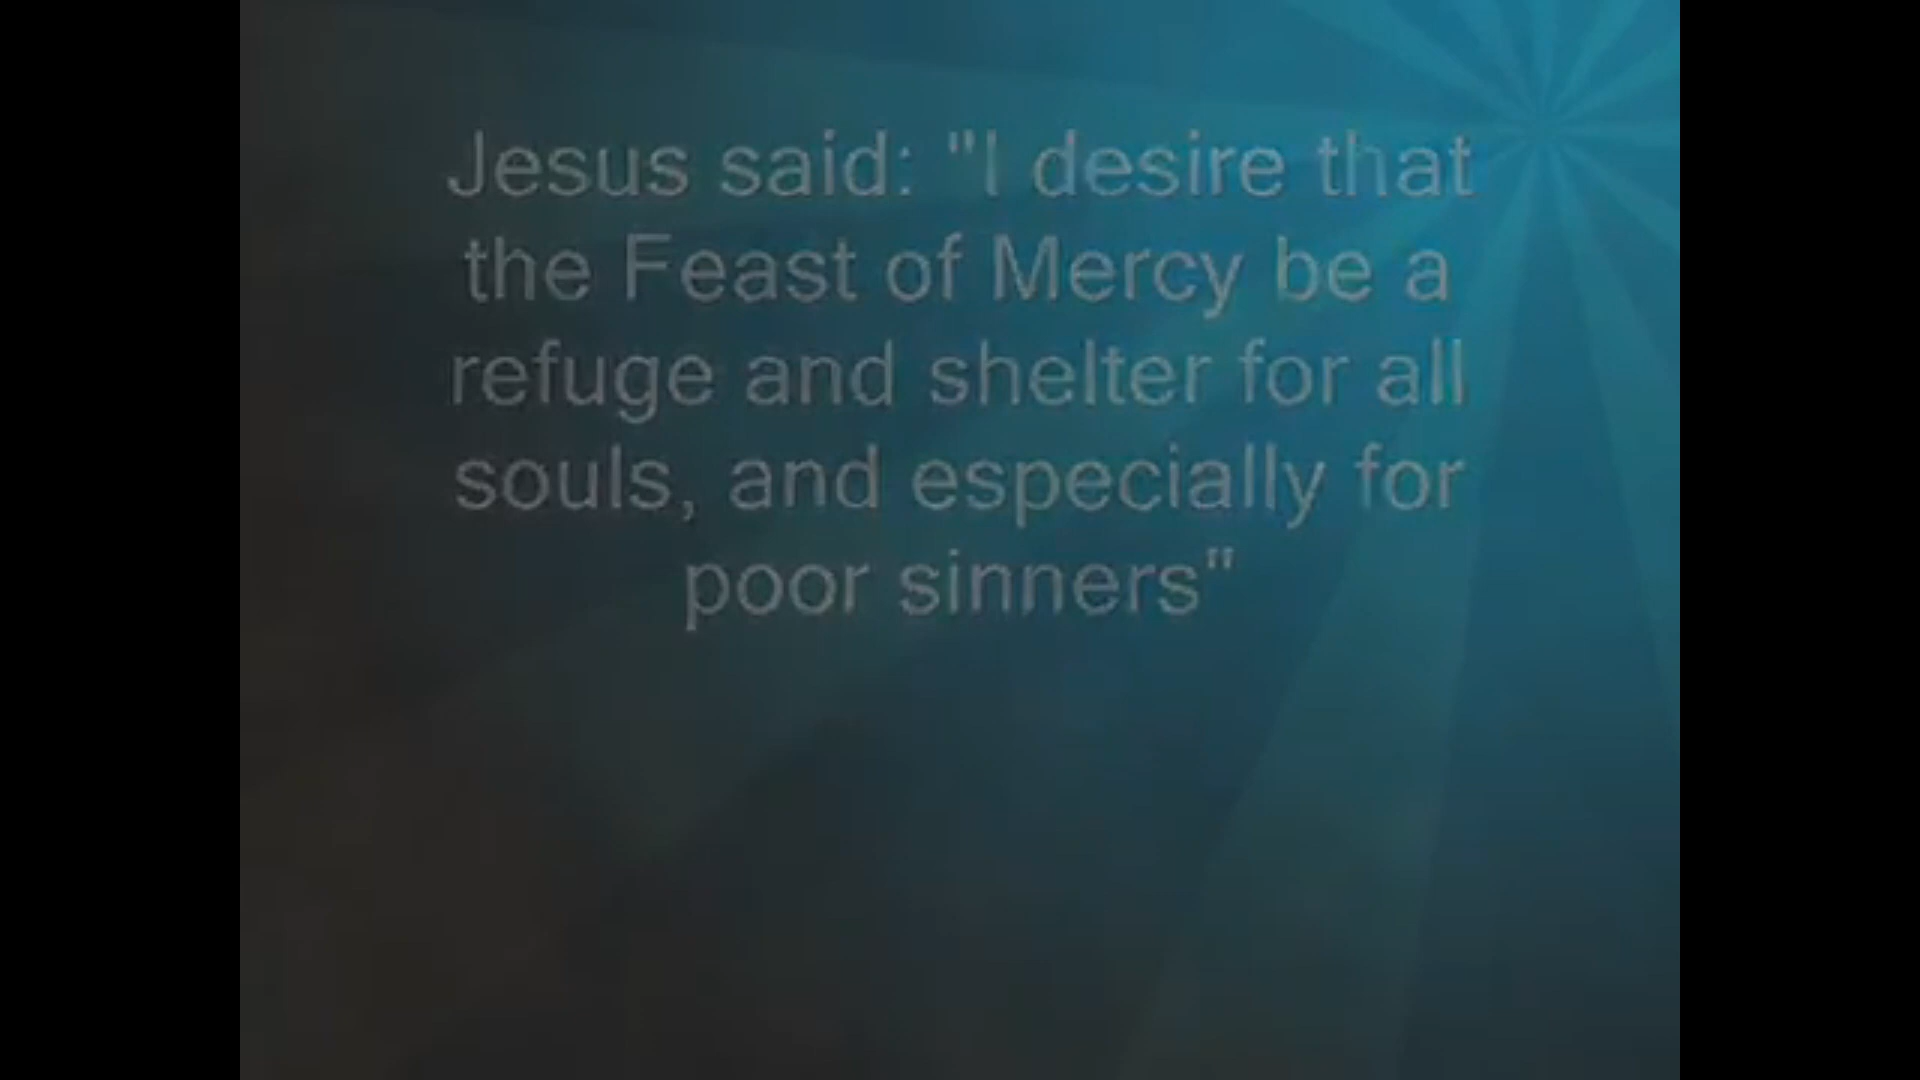 Jesus said: "I desire that
the Feast of Mercy be a
refuge and shelter for all
souls, and especially for
poor sinners"